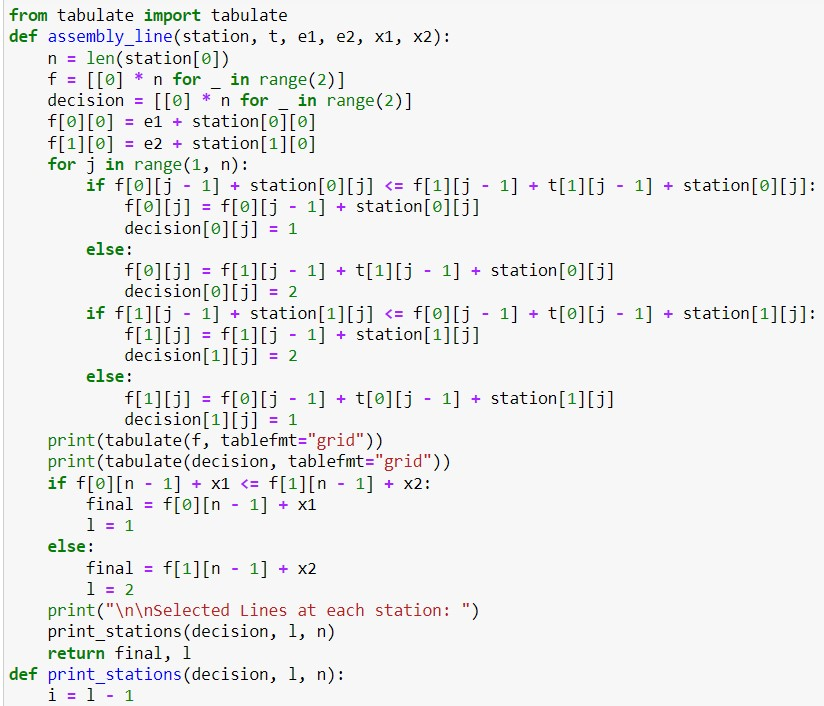 from tabulate import tabulate
def assembly_line(station, t, e1, e2, x1, x2):
    n = len(station[0])
    f = [[0] * n for _ in range(2)]
    decision = [[0] * n for _ in range(2)]
    f[0][0] = e1 + station[0][0]
    f[1][0] = e2 + station[1][0]
    for j in range(1, n):
        if f[0][j - 1] + station[0][j] <= f[1][j - 1] + t[1][j - 1] + station[0][j]:
            f[0][j] = f[0][j - 1] + station[0][j]
            decision[0][j] = 1
        else:
            f[0][j] = f[1][j - 1] + t[1][j - 1] + station[0][j]
            decision[0][j] = 2
        if f[1][j - 1] + station[1][j] <= f[0][j - 1] + t[0][j - 1] + station[1][j]:
            f[1][j] = f[1][j - 1] + station[1][j]
            decision[1][j] = 2
        else:
            f[1][j] = f[0][j - 1] + t[0][j - 1] + station[1][j]
            decision[1][j] = 1
    print(tabulate(f, tablefmt="grid"))
    print(tabulate(decision, tablefmt="grid"))
    if f[0][n - 1] + x1 <= f[1][n - 1] + x2:
        final = f[0][n - 1] + x1
        l = 1
    else:
        final = f[1][n - 1] + x2
        l = 2
    print("\n\nSelected Lines at each station: ")
    print_stations(decision, l, n)
    return final, l
def print_stations(decision, l, n):
    i = l - 1